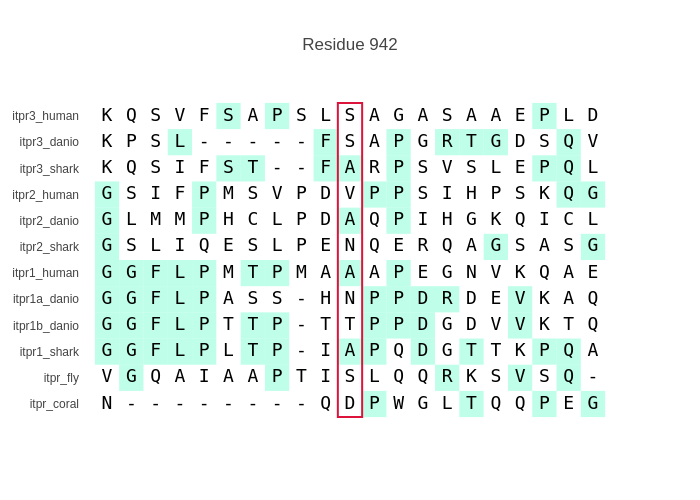 Residue 942
itpr3_human K Q S V F S A P S L S A G A S A A E P L D
itpr3_danio K P S L - - - - - F S A P G R T G D S Q V
itpr3_shark K Q S I F S T - - F A R P S V S L E P Q L
itpr2_human G S I F P M S V P D V P P S I H P S K Q G
itpr2_danio G L M M P H C L P D A Q P I H G K Q I C L
itpr2_shark G S L I Q E S L P E N Q E R Q A G S A S G
itpr1_human G G F L P M T P M A A A P E G N V K Q A E
itpr1a_danio G G F L P A S S - H N P P D R D E V K A Q
itpr1b_danio G G F L P T T P - T T P P D G D V V K T Q
itpr1_shark G G F L P L T P - I A P Q D G T T K P Q A
itpr_fly V G Q A I A A P T I S L Q Q R K S V S Q -
itpr_coral N - - - - - - - - Q D P W G L T Q Q P E G